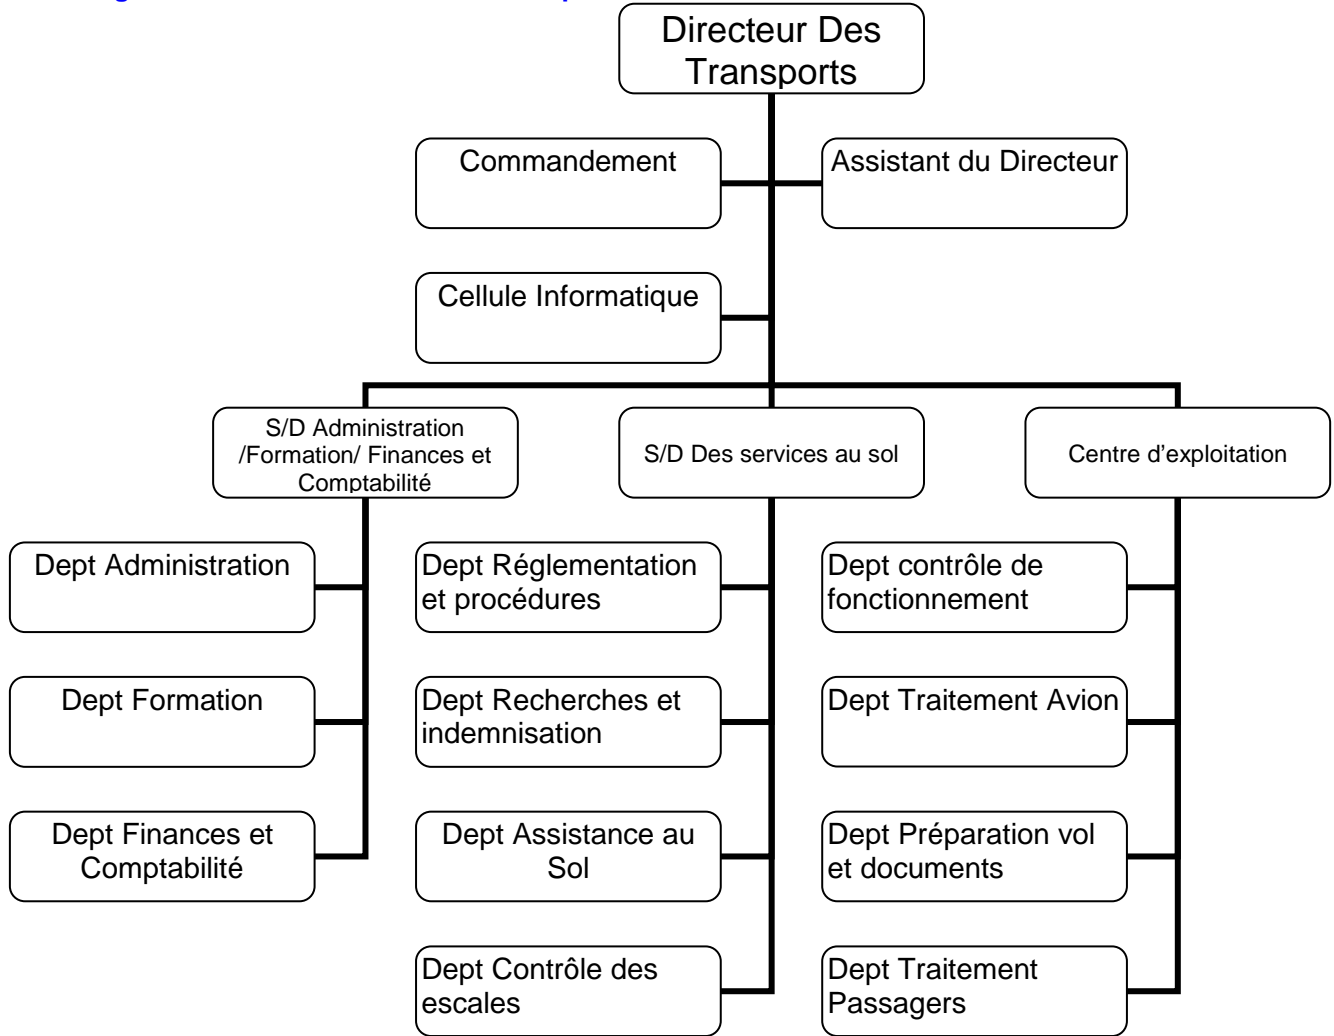 Directeur Des
Transports
Commandement
Assistant du Directeur
Cellule Informatique
S/D Administration
/Formation/ Finances et
Comptabilité
S/D Des services au sol
Centre d'exploitation
Dept Administration
Dept Réglementation
et procédures
Dept contrôle de
fonctionnement
Dept Formation
Dept Recherches et
indemnisation
Dept Traitement Avion
Dept Finances et
Comptabilité
Dept Assistance au
Sol
Dept Préparation vol
et documents
Dept Contrôle des
escales
Dept Traitement
Passagers